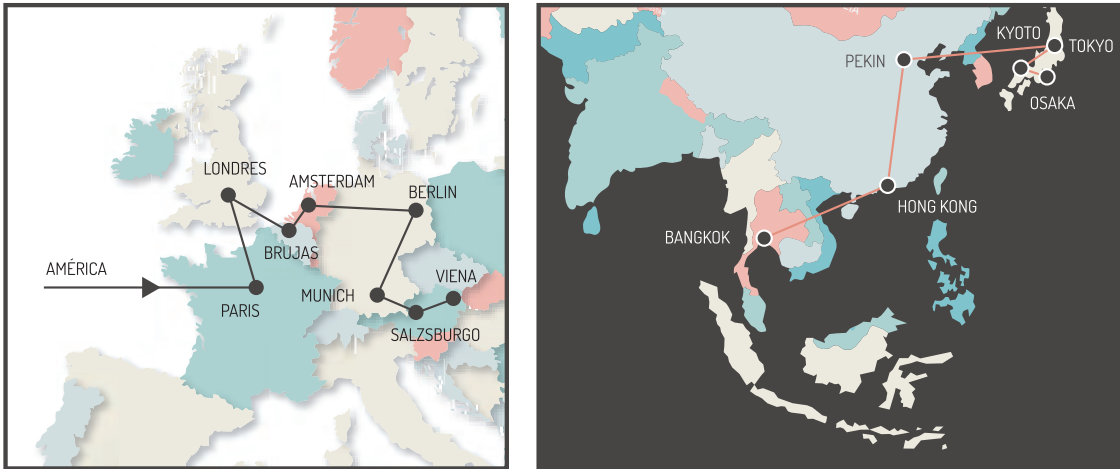 LONDRES
AMSTERDAM
BERLIN
BRUJAS
AMÉRICA
VIENA
MUNICH
PARIS
SALZSBURGO
KYOTO
TOKYO
PEKIN
OSAKA
HONG KONG
BANGKOK